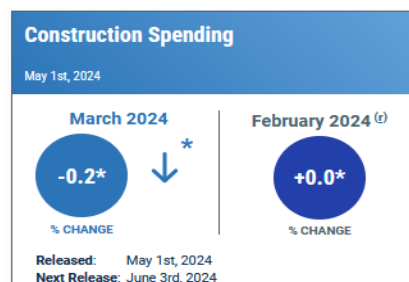 Construction Spending
May 1st, 2024
March 2024
-0.2*
*
% CHANGE
February 2024 (r)
+0.0*
% CHANGE
Released: May 1st, 2024
Next Release: June 3rd, 2024